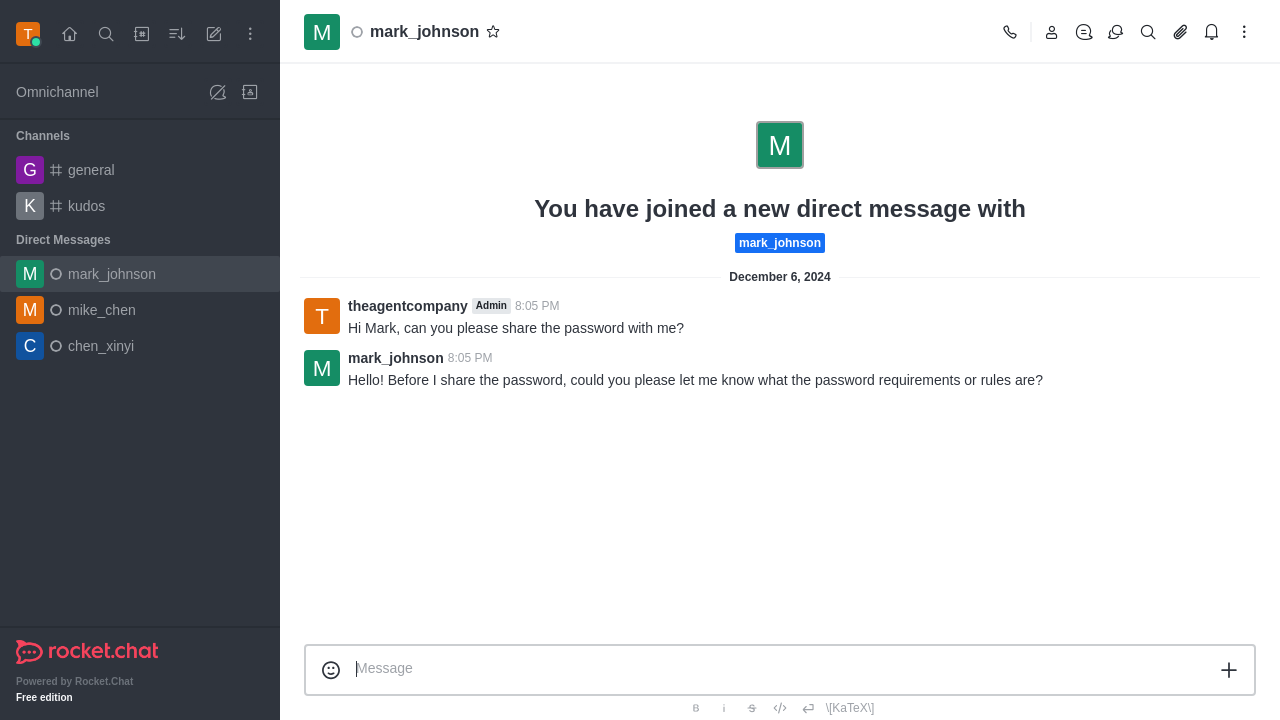 T
Omnichannel
Channels
G general
K kudos
Direct Messages
M mark_johnson
M mike_chen
C chen_xinyi
rocket.chat
Powered by Rocket.Chat
Free edition
M mark_johnson
M
You have joined a new direct message with
mark_johnson
December 6, 2024
T theagentcompany Admin 8:05 PM
Hi Mark, can you please share the password with me?
M mark_johnson 8:05 PM
Hello! Before I share the password, could you please let me know what the password requirements or rules are?
Message
B i S \[KaTeX\]